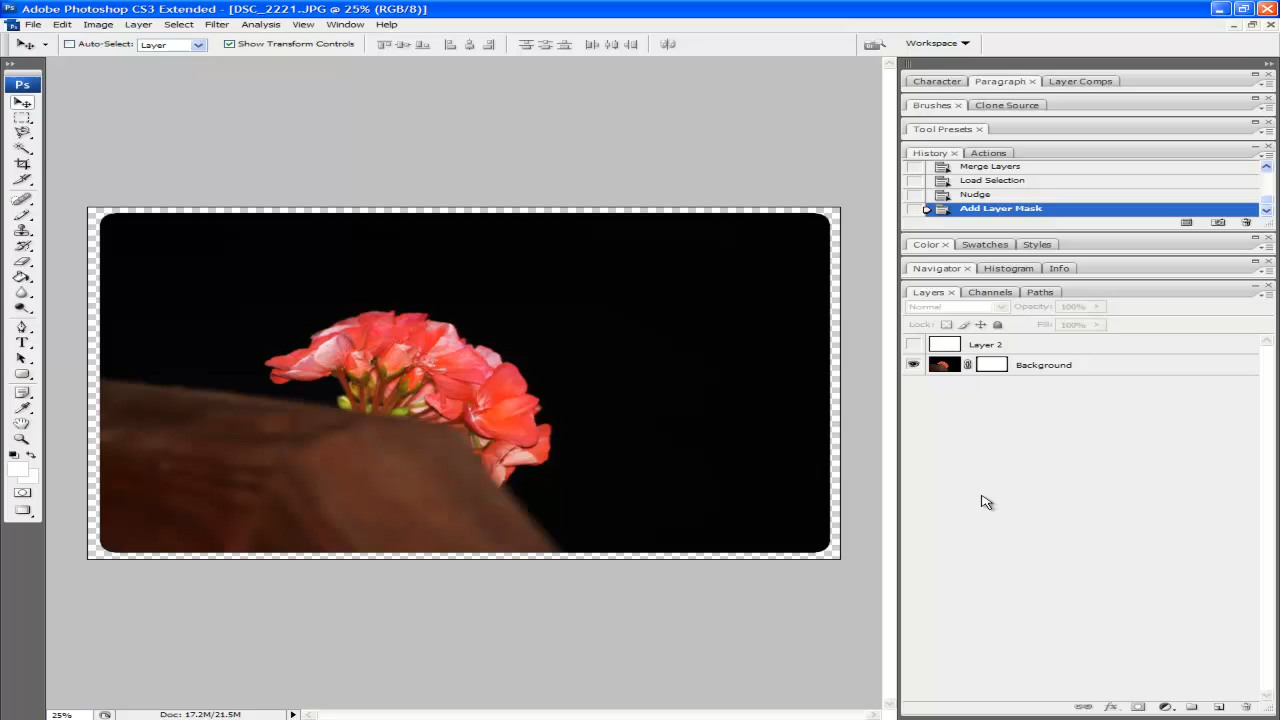 Adobe Photoshop CS3 Extended - [DSC_2221..JPG @ 25% (RGB/8)]
File Edit Image Layer Select Filter Analysis View Window Help
Auto-Select: Layer Show Transform Controls Workspace
Ps
Character Paragraph × Layer Comps
Brushes × Clone Source
Tool Presets ×
History × Actions
Merge Layers
Load Selection
Nudge
Add Layer Mask
Color × Swatches Styles
Navigator × Histogram Info
Layers × Channels Paths
Normal Opacity: 100%
Lock: Fill: 100%
Layer 2
Background
T
fx
25% Doc: 17.2M/21.5M